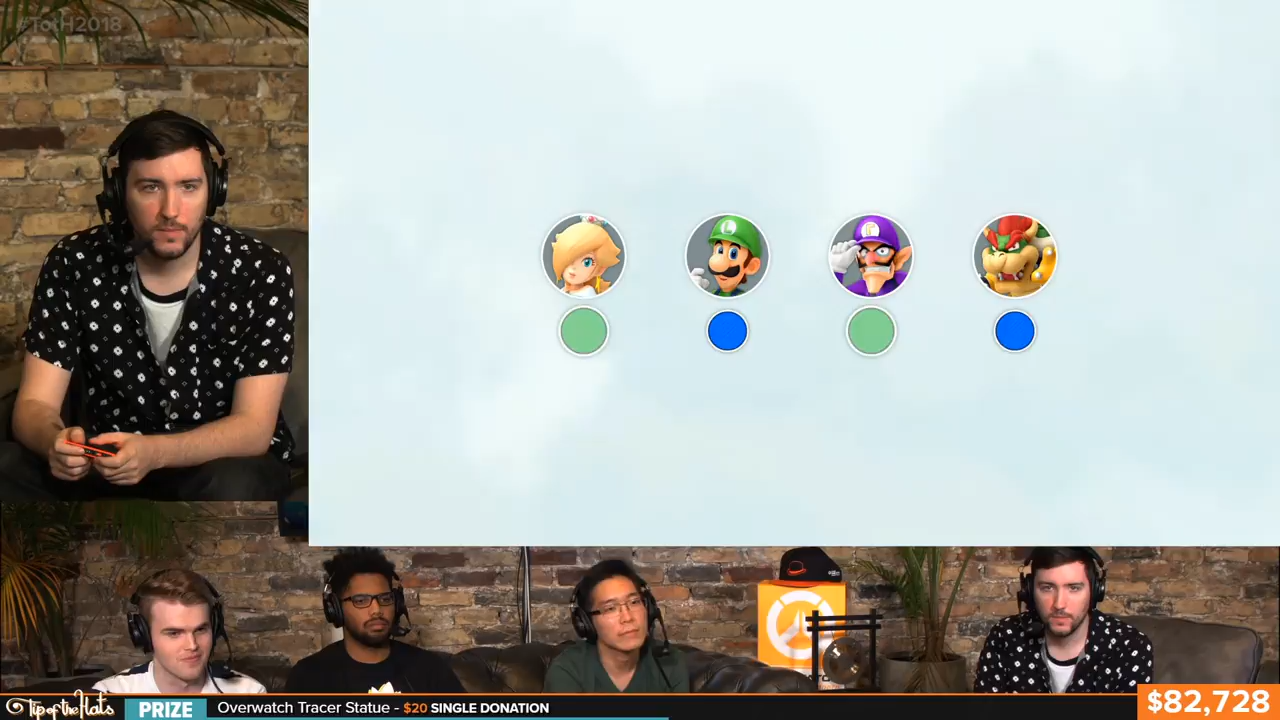 #TotH2018
Tip of the Hats
PRIZE
Overwatch Tracer Statue - $20 SINGLE DONATION
$82,728
L